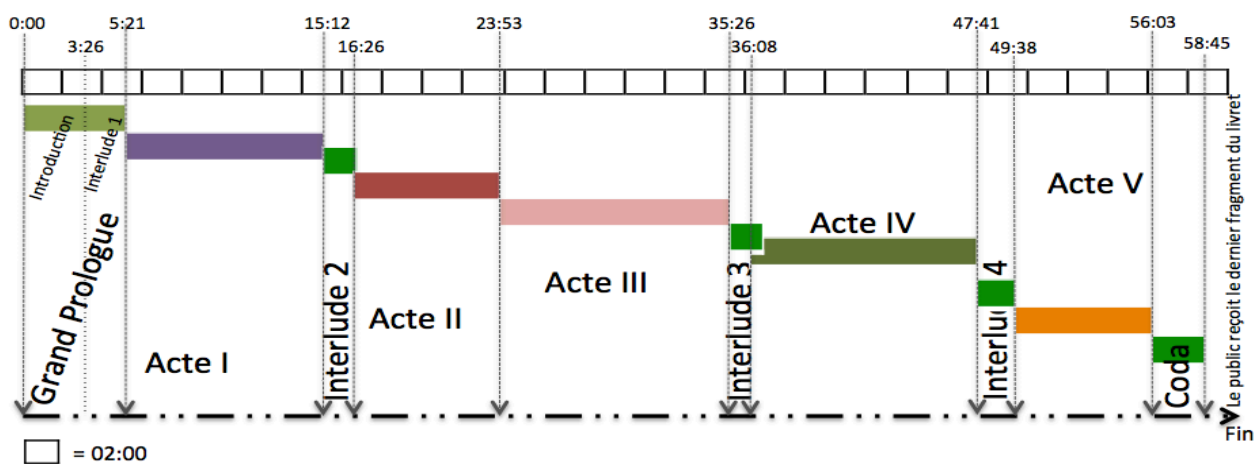 0:00
5:21
15:12
23:53
35:26
47:41
56:03
3:26
16:26
36:08
49:38
58:45
Introduction
Interlude 1
Grand Prologue
Acte I
Interlude 2
Acte II
Acte III
Interlude 3
Acte IV
Interlu
4
Acte V
Coda
Le public reçoit le dernier fragment du livret
Fin
= 02:00